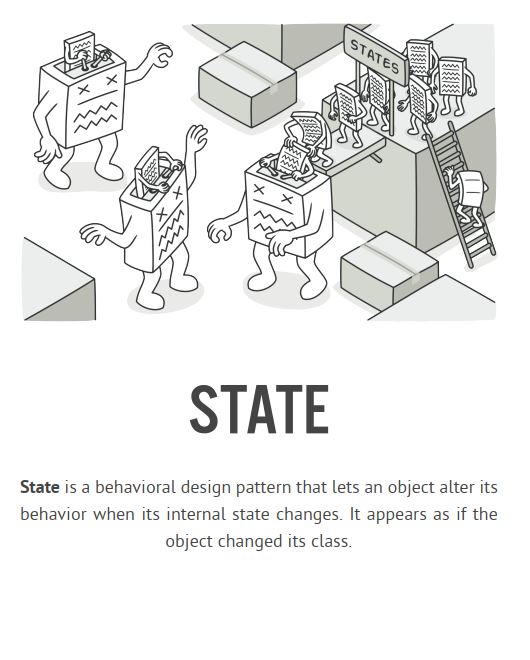 STATES
STATE
State is a behavioral design pattern that lets an object alter its
behavior when its internal state changes. It appears as if the
object changed its class.